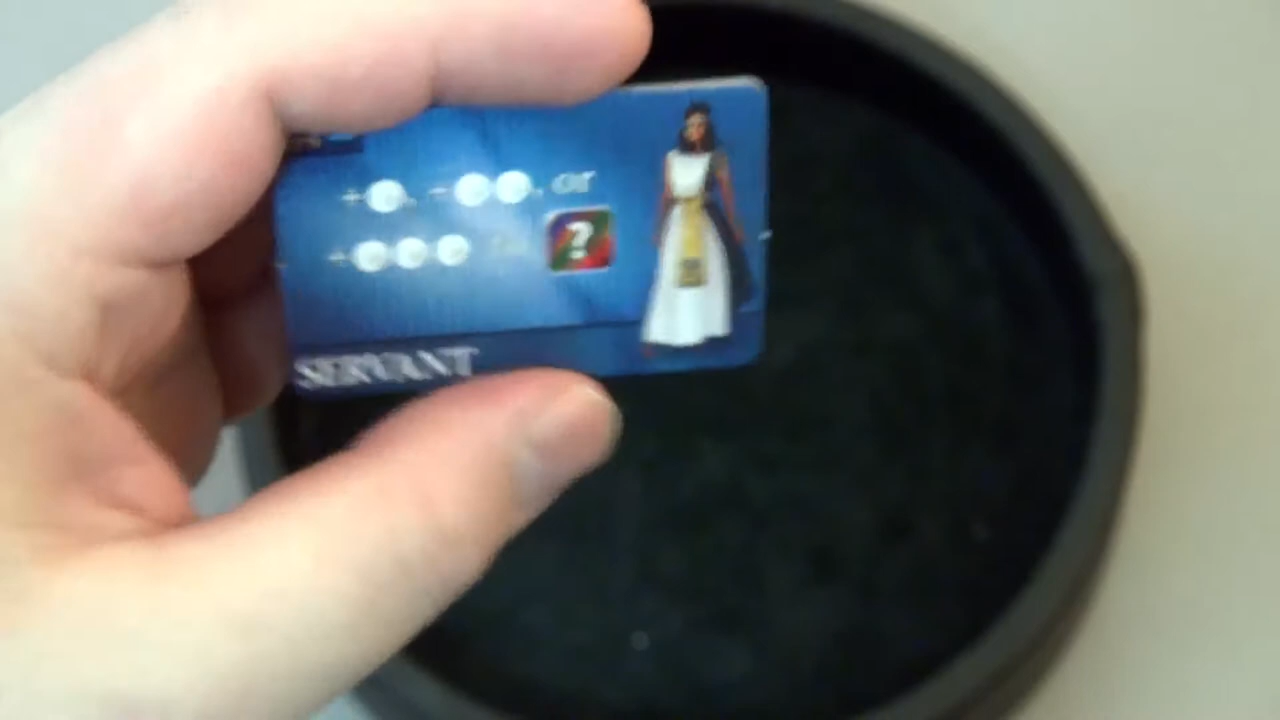 + , + , or
+ ?
SERVANT